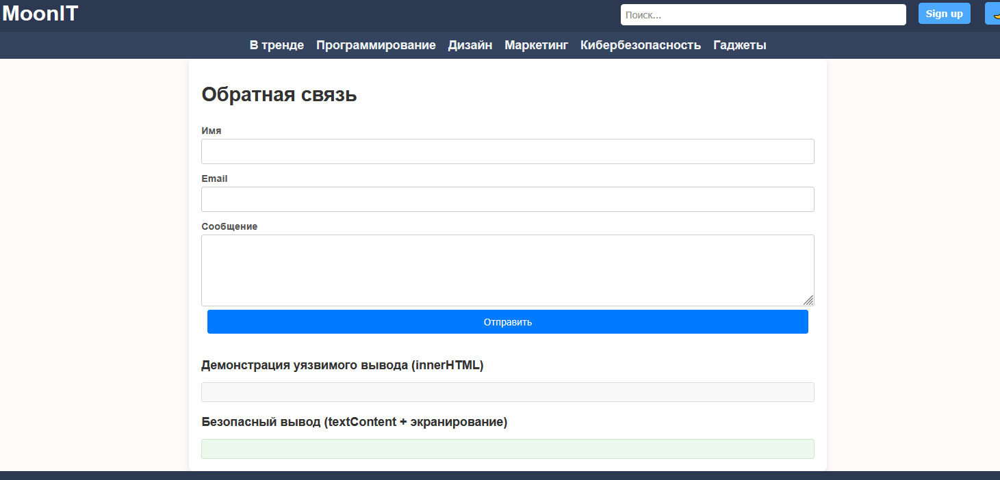 MoonIT
Поиск...
Sign up
В тренде Программирование Дизайн Маркетинг Кибербезопасность Гаджеты
Обратная связь
Имя
Email
Сообщение
Отправить
Демонстрация уязвимого вывода (innerHTML)
Безопасный вывод (textContent + экранирование)